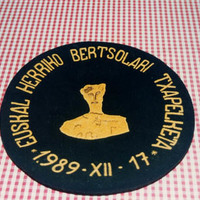 EUSKAL HERRIKO BERTSOLARI TXAPELKETA
1989-XII-17